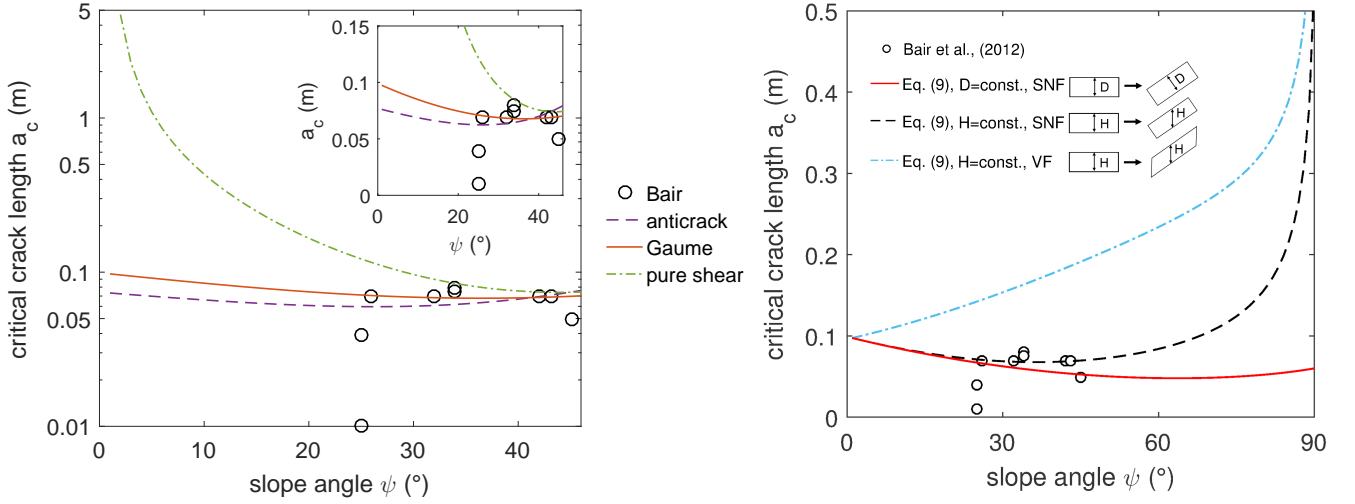 critical crack length a_c (m)
5
1
0.5
0.1
0.05
0.01
0
10
20
30
40
slope angle ψ (°)
a_c (m)
0.15
0.1
0.05
0
0
20
40
ψ (°)
Bair
anticrack
Gaume
pure shear
critical crack length a_c (m)
0.5
0.4
0.3
0.2
0.1
0
0
30
60
90
slope angle ψ (°)
Bair et al., (2012)
Eq. (9), D=const., SNF D D
Eq. (9), H=const., SNF H H
Eq. (9), H=const., VF H H